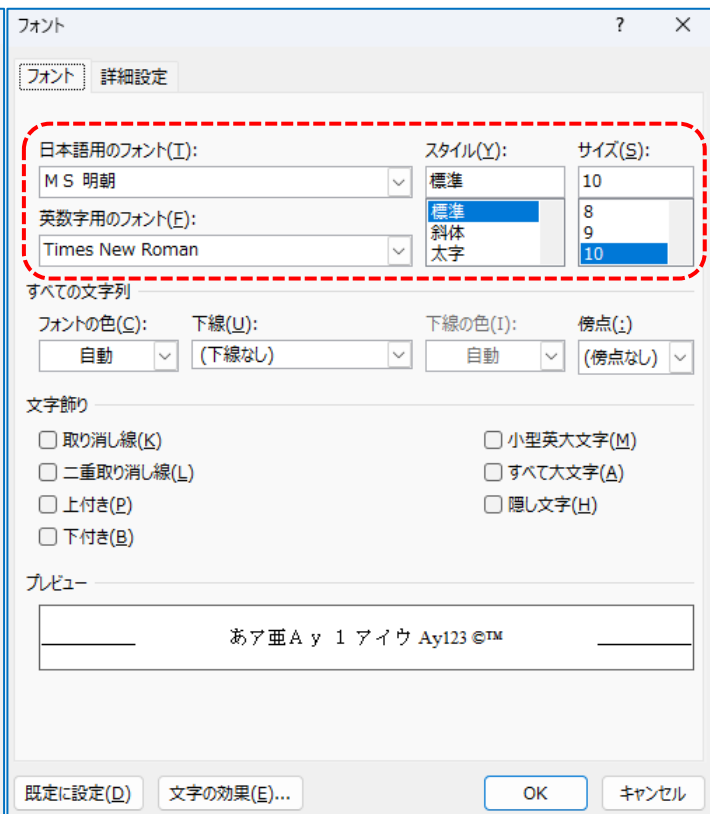 フォント ? ×
フォント 詳細設定
日本語用のフォント(T): スタイル(Y): サイズ(S):
ＭＳ 明朝 標準 10
標準 8
英数字用のフォント(F): 斜体 9
Times New Roman 太字 10
すべての文字列
フォントの色(C): 下線(U): 下線の色(I): 傍点(:)
自動 (下線なし) 自動 (傍点なし)
文字飾り
取り消し線(K) 小型英大文字(M)
二重取り消し線(L) すべて大文字(A)
上付き(P) 隠し文字(H)
下付き(B)
プレビュー
あア亜Ａｙ １ アイウ Ay123 ©™
既定に設定(D) 文字の効果(E)... OK キャンセル